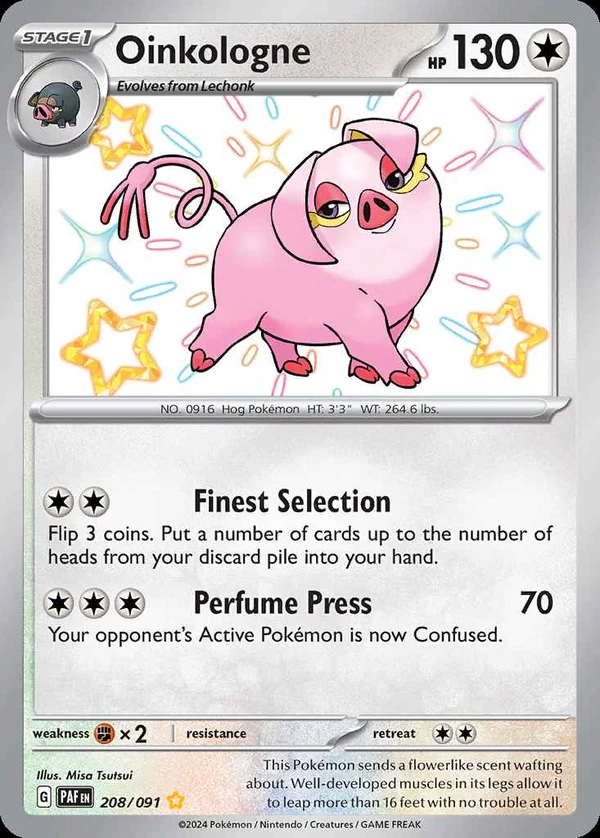 STAGE1
Oinkologne
HP 130
Evolves from Lechonk
NO. 0916 Hog Pokémon HT: 3'3" WT: 264.6 lbs.
Finest Selection
Flip 3 coins. Put a number of cards up to the number of
heads from your discard pile into your hand.
Perfume Press 70
Your opponent's Active Pokémon is now Confused.
weakness ×2 resistance retreat
Illus. Misa Tsutsui
G PAF EN 208/091
This Pokémon sends a flowerlike scent wafting
about. Well-developed muscles in its legs allow it
to leap more than 16 feet with no trouble at all.
©2024 Pokémon / Nintendo / Creatures / GAME FREAK